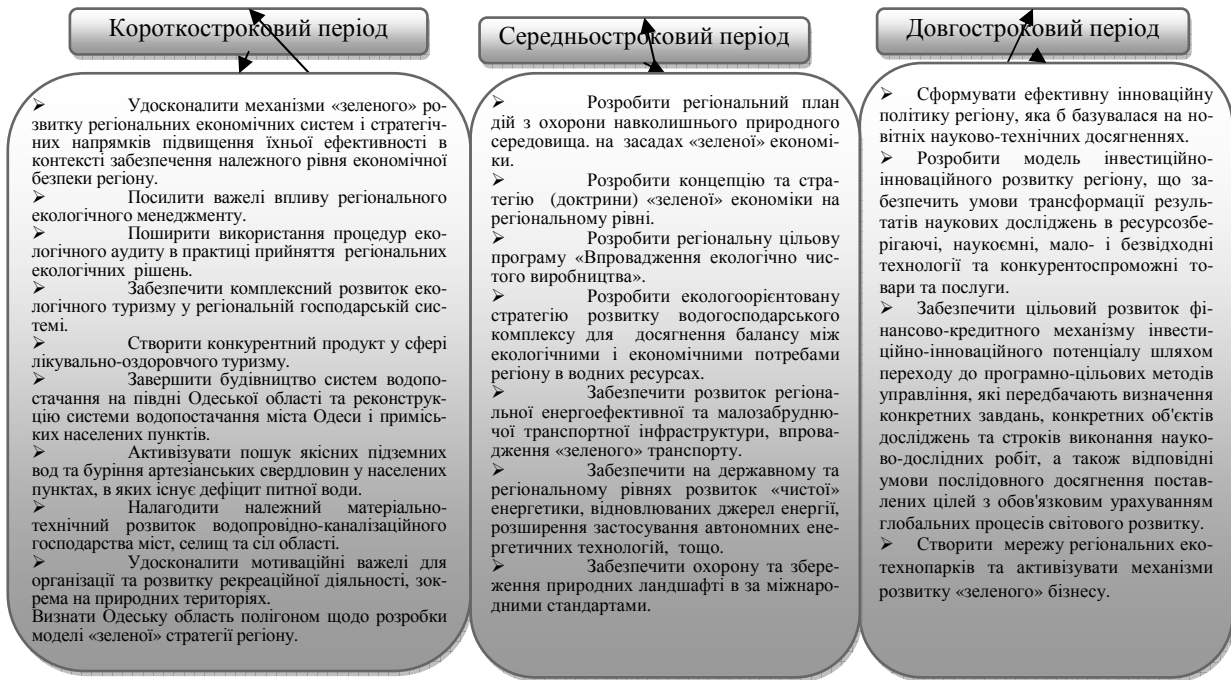 Короткостроковий період
➢ Удосконалити механізми «зеленого» ро-
звитку регіональних економічних систем і стратегіч-
них напрямків підвищення їхньої ефективності в
контексті забезпечення належного рівня економічної
безпеки регіону.
➢ Посилити важелі впливу регіонального
екологічного менеджменту.
➢ Поширити використання процедур еко-
логічного аудиту в практиці прийняття регіональних
екологічних рішень.
➢ Забезпечити комплексний розвиток еко-
логічного туризму у регіональній господарській сис-
темі.
➢ Створити конкурентний продукт у сфері
лікувально-оздоровчого туризму.
➢ Завершити будівництво систем водопо-
стачання на півдні Одеської області та реконструк-
цію системи водопостачання міста Одеси і примісь-
ких населених пунктів.
➢ Активізувати пошук якісних підземних
вод та буріння артезіанських свердловин у населених
пунктах, в яких існує дефіцит питної води.
➢ Налагодити належний матеріально-
технічний розвиток водопровідно-каналізаційного
господарства міст, селищ та сіл області.
➢ Удосконалити мотиваційні важелі для
організації та розвитку рекреаційної діяльності, зок-
рема на природних територіях.
Визнати Одеську область полігоном щодо розробки
моделі «зеленої» стратегії регіону.
Середньостроковий період
➢ Розробити регіональний план
дій з охорони навколишнього природного
середовища. на засадах «зеленої» економі-
ки.
➢ Розробити концепцію та стра-
тегію (доктрини) «зеленої» економіки на
регіональному рівні.
➢ Розробити регіональну цільову
програму «Впровадження екологічно чис-
того виробництва».
➢ Розробити екологоорієнтовану
стратегію розвитку водогосподарського
комплексу для досягнення балансу між
екологічними і економічними потребами
регіону в водних ресурсах.
➢ Забезпечити розвиток регіона-
льної енергоефективної та малозабрудню-
чої транспортної інфраструктури, впрова-
дження «зеленого» транспорту.
➢ Забезпечити на державному та
регіональному рівнях розвиток «чистої»
енергетики, відновлюваних джерел енергії,
розширення застосування автономних ене-
ргетичних технологій, тощо.
➢ Забезпечити охорону та збере-
ження природних ландшафті в за міжнаро-
дними стандартами.
Довгостроковий період
➢ Сформувати ефективну інноваційну
політику регіону, яка б базувалася на но-
вітніх науково-технічних досягненнях.
➢ Розробити модель інвестиційно-
інноваційного розвитку регіону, що за-
безпечить умови трансформації резуль-
татів наукових досліджень в ресурсозбе-
рігаючі, наукоємні, мало- і безвідходні
технології та конкурентоспроможні то-
вари та послуги.
➢ Забезпечити цільовий розвиток фі-
нансово-кредитного механізму інвести-
ційно-інноваційного потенціалу шляхом
переходу до програмно-цільових методів
управління, які передбачають визначення
конкретних завдань, конкретних об'єктів
досліджень та строків виконання науко-
во-дослідних робіт, а також відповідні
умови послідовного досягнення постав-
лених цілей з обов'язковим урахуванням
глобальних процесів світового розвитку.
➢ Створити мережу регіональних еко-
технопарків та активізувати механізми
розвитку «зеленого» бізнесу.